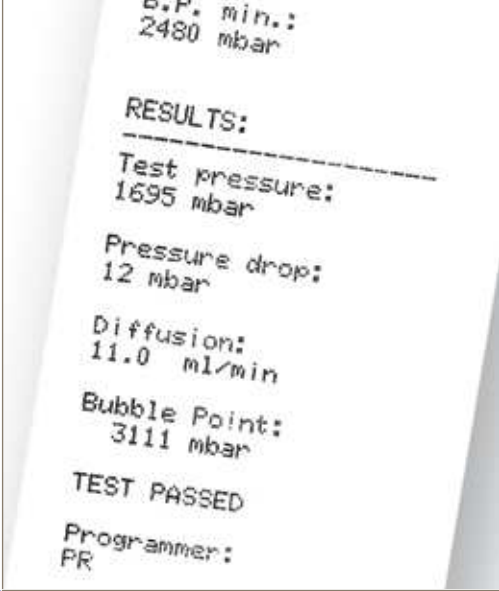 B.P. min.:
2480 mbar
RESULTS:
--------------------
Test pressure:
1695 mbar
Pressure drop:
12 mbar
Diffusion:
11.0 ml/min
Bubble Point:
3111 mbar
TEST PASSED
Programmer:
PR